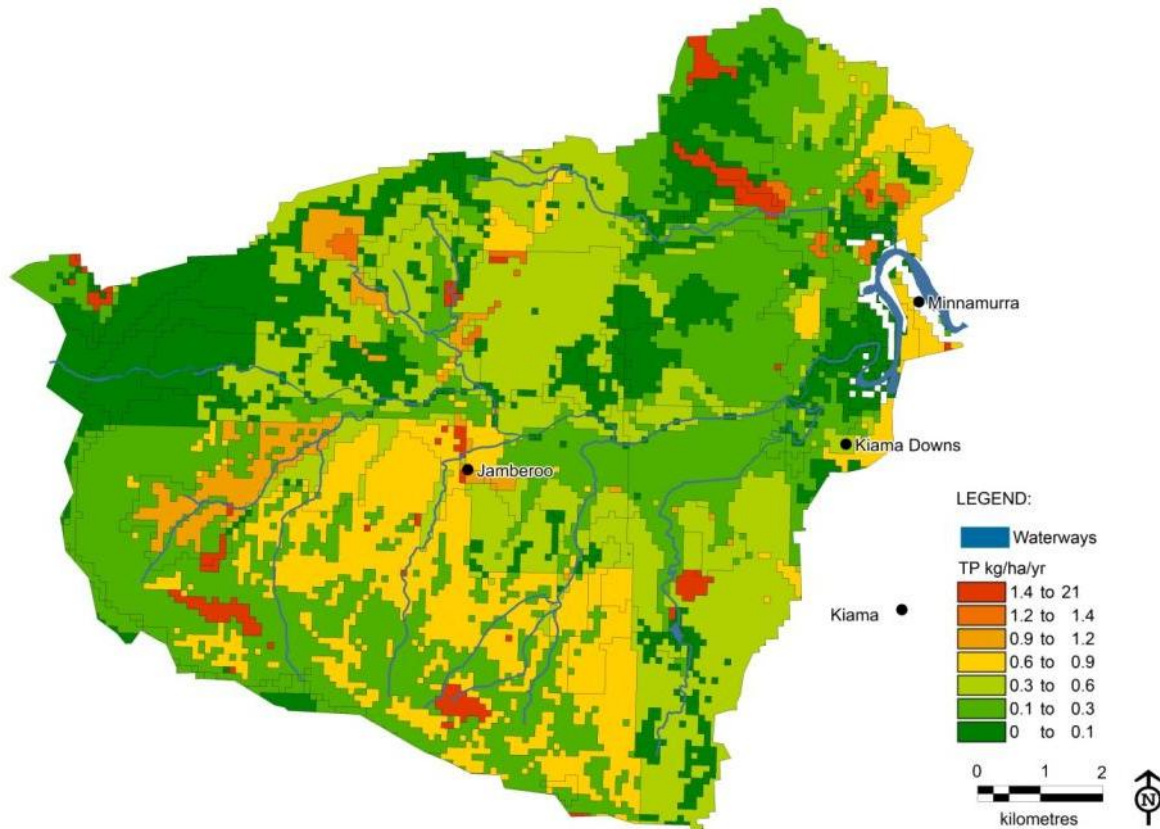 Minnamurra
Kiama Downs
Jamberoo
LEGEND:
Waterways
TP kg/ha/yr
1.4 to 21
1.2 to 1.4
0.9 to 1.2
0.6 to 0.9
0.3 to 0.6
0.1 to 0.3
0 to 0.1
Kiama
0 1 2
kilometres
N